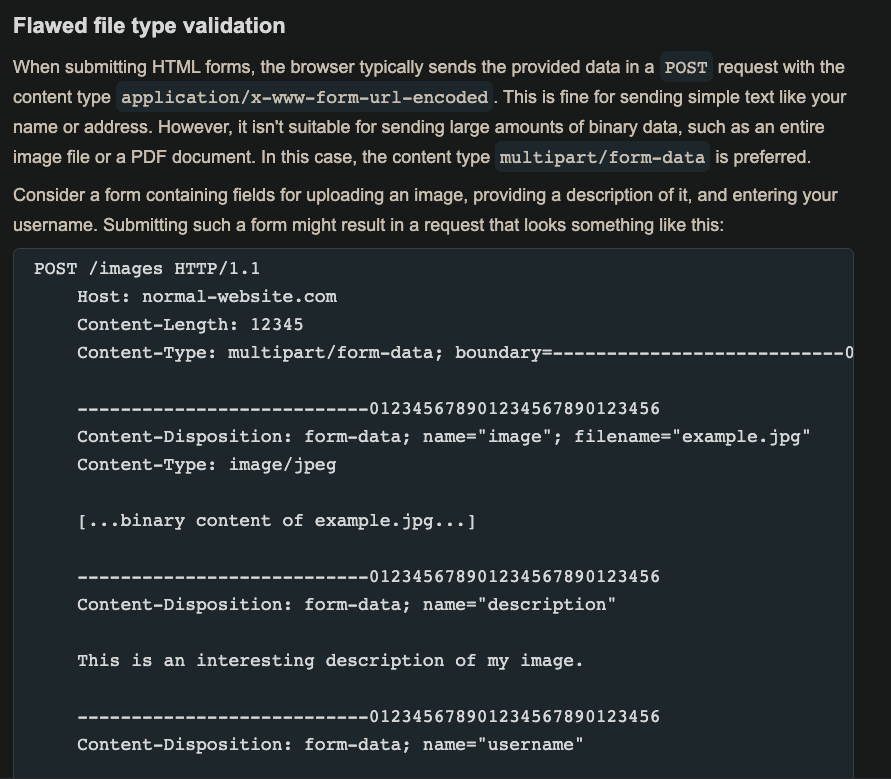 Flawed file type validation
When submitting HTML forms, the browser typically sends the provided data in a POST request with the
content type application/x-www-form-url-encoded. This is fine for sending simple text like your
name or address. However, it isn't suitable for sending large amounts of binary data, such as an entire
image file or a PDF document. In this case, the content type multipart/form-data is preferred.
Consider a form containing fields for uploading an image, providing a description of it, and entering your
username. Submitting such a form might result in a request that looks something like this:
POST /images HTTP/1.1
Host: normal-website.com
Content-Length: 12345
Content-Type: multipart/form-data; boundary=---------------------------0
---------------------------012345678901234567890123456
Content-Disposition: form-data; name="image"; filename="example.jpg"
Content-Type: image/jpeg
[...binary content of example.jpg...]
---------------------------012345678901234567890123456
Content-Disposition: form-data; name="description"
This is an interesting description of my image.
---------------------------012345678901234567890123456
Content-Disposition: form-data; name="username"